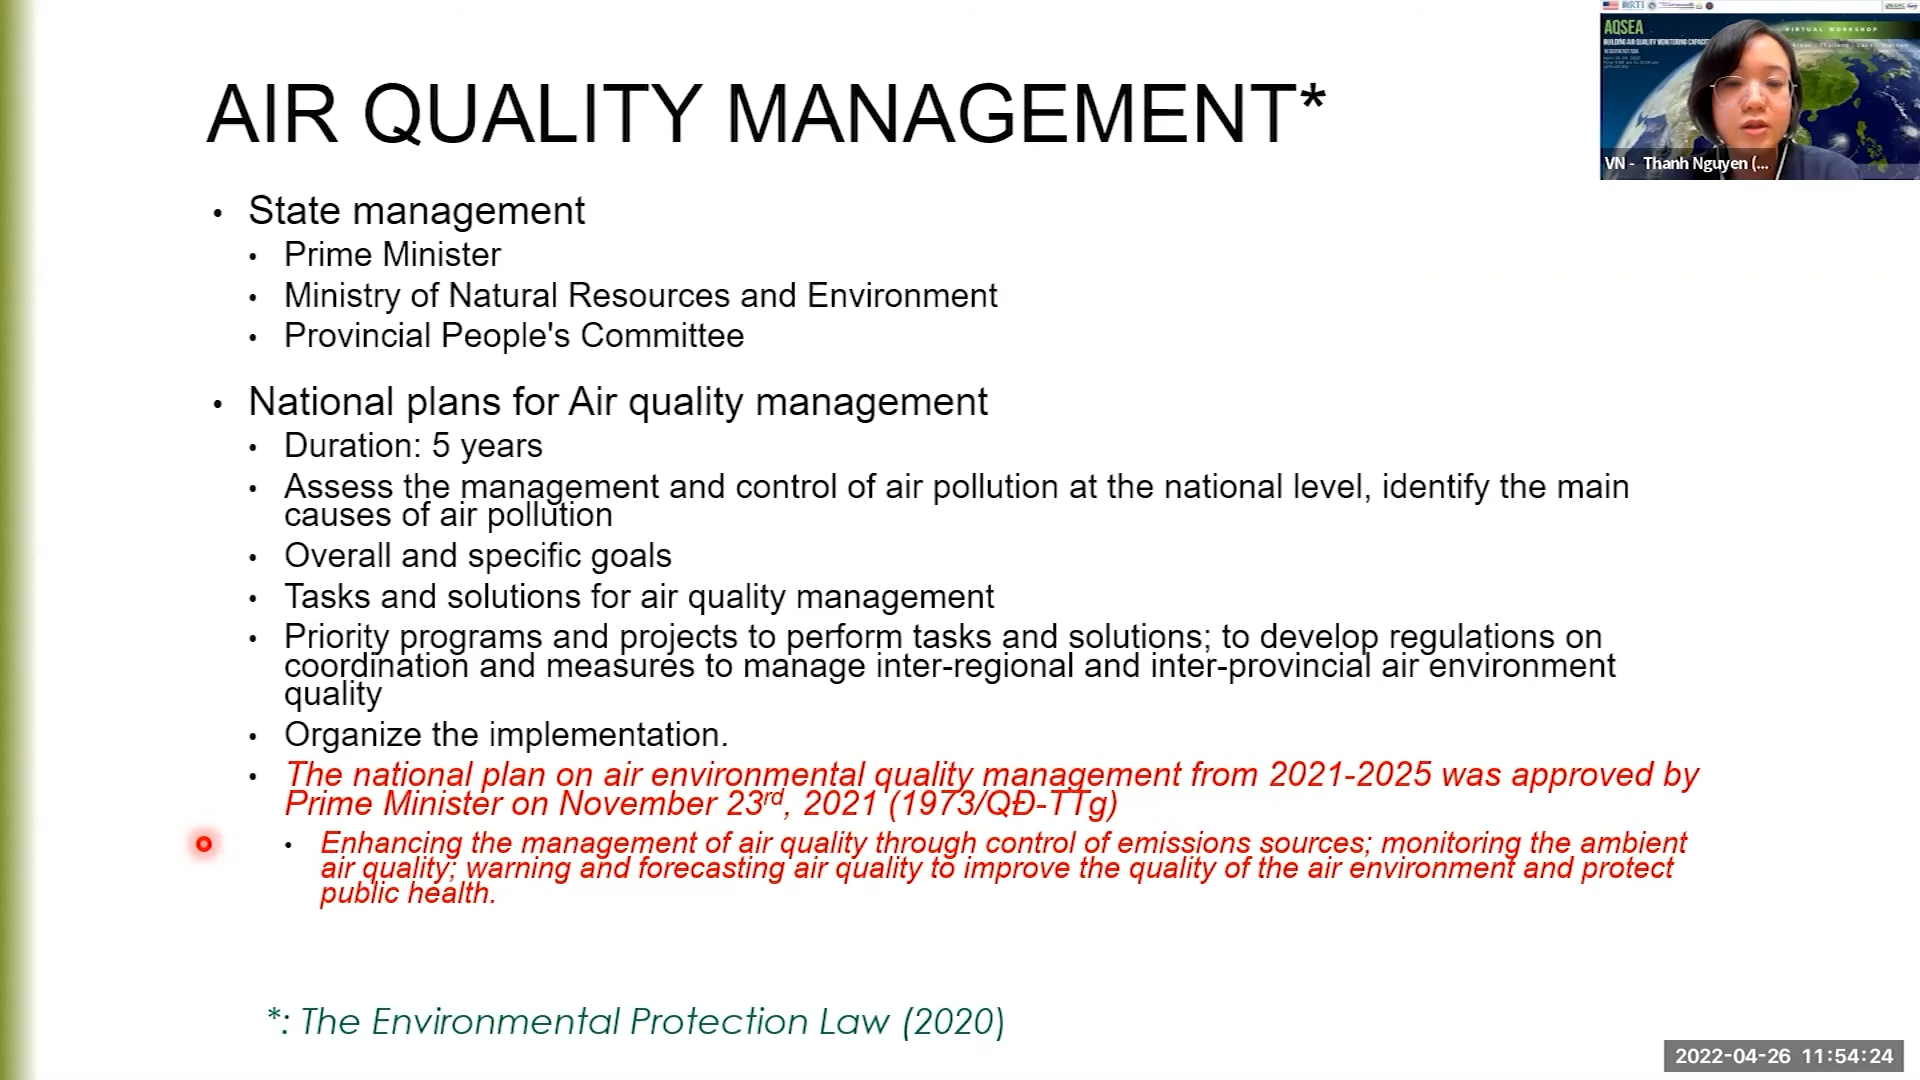 AIR QUALITY MANAGEMENT*
• State management
• Prime Minister
• Ministry of Natural Resources and Environment
• Provincial People's Committee
• National plans for Air quality management
• Duration: 5 years
• Assess the management and control of air pollution at the national level, identify the main
causes of air pollution
• Overall and specific goals
• Tasks and solutions for air quality management
• Priority programs and projects to perform tasks and solutions; to develop regulations on
coordination and measures to manage inter-regional and inter-provincial air environment
quality
• Organize the implementation.
• The national plan on air environmental quality management from 2021-2025 was approved by
Prime Minister on November 23rd, 2021 (1973/QĐ-TTg)
• Enhancing the management of air quality through control of emissions sources; monitoring the ambient
air quality; warning and forecasting air quality to improve the quality of the air environment and protect
public health.
*: The Environmental Protection Law (2020)
AQSEA
VIRTUAL WORKSHOP
BUILDING AIR QUALITY MONITORING
VN - Thanh Nguyen (...
2022-04-26 11:54:24